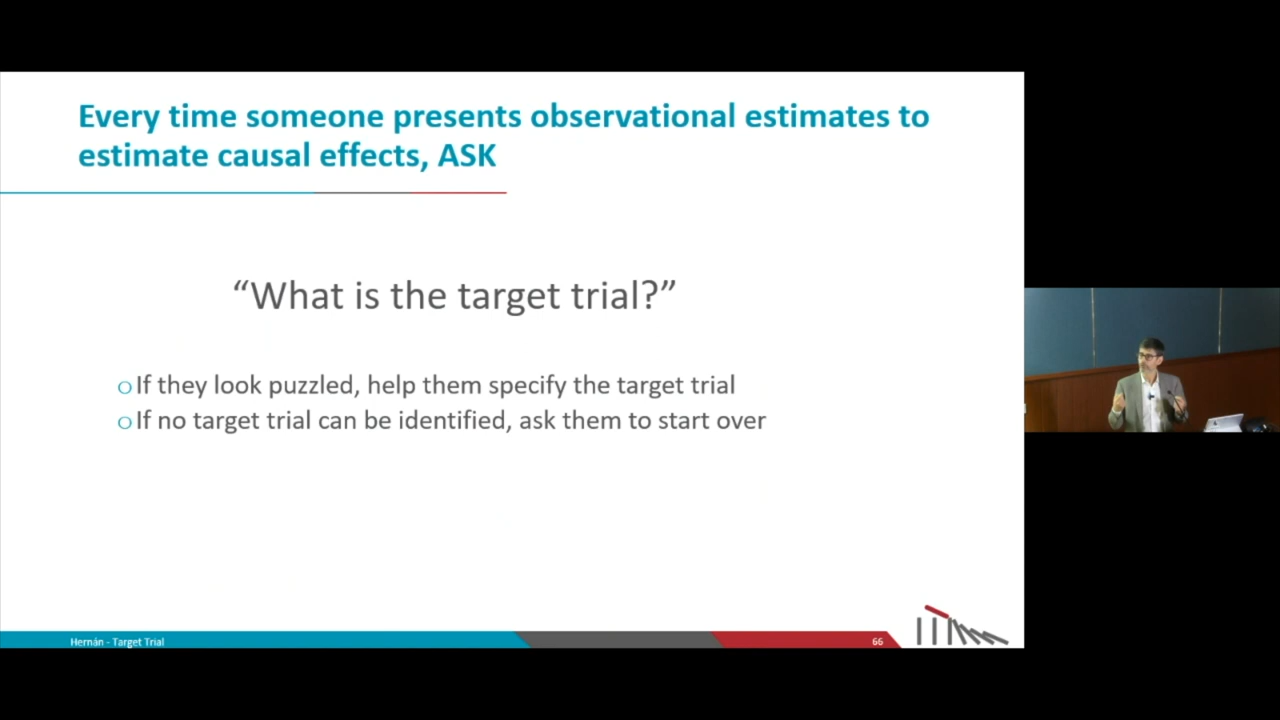 Every time someone presents observational estimates to
estimate causal effects, ASK
“What is the target trial?”
o If they look puzzled, help them specify the target trial
o If no target trial can be identified, ask them to start over
Hernán - Target Trial
66